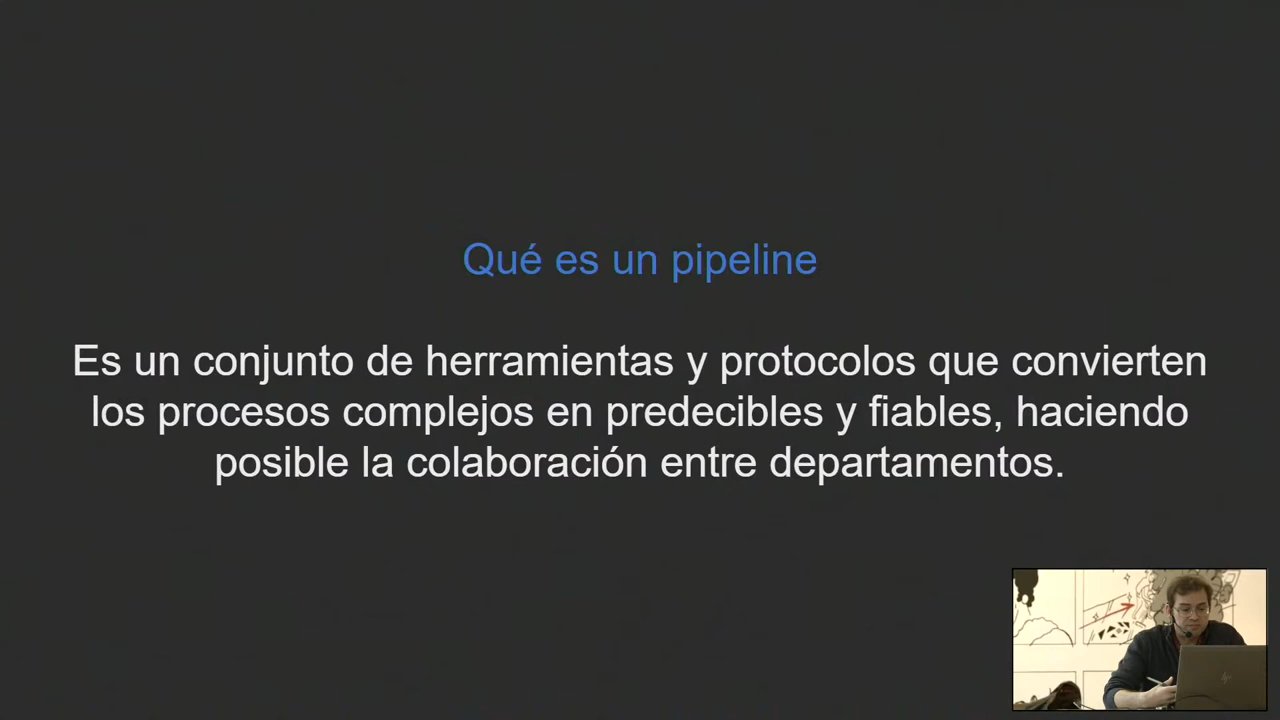 Qué es un pipeline
Es un conjunto de herramientas y protocolos que convierten
los procesos complejos en predecibles y fiables, haciendo
posible la colaboración entre departamentos.